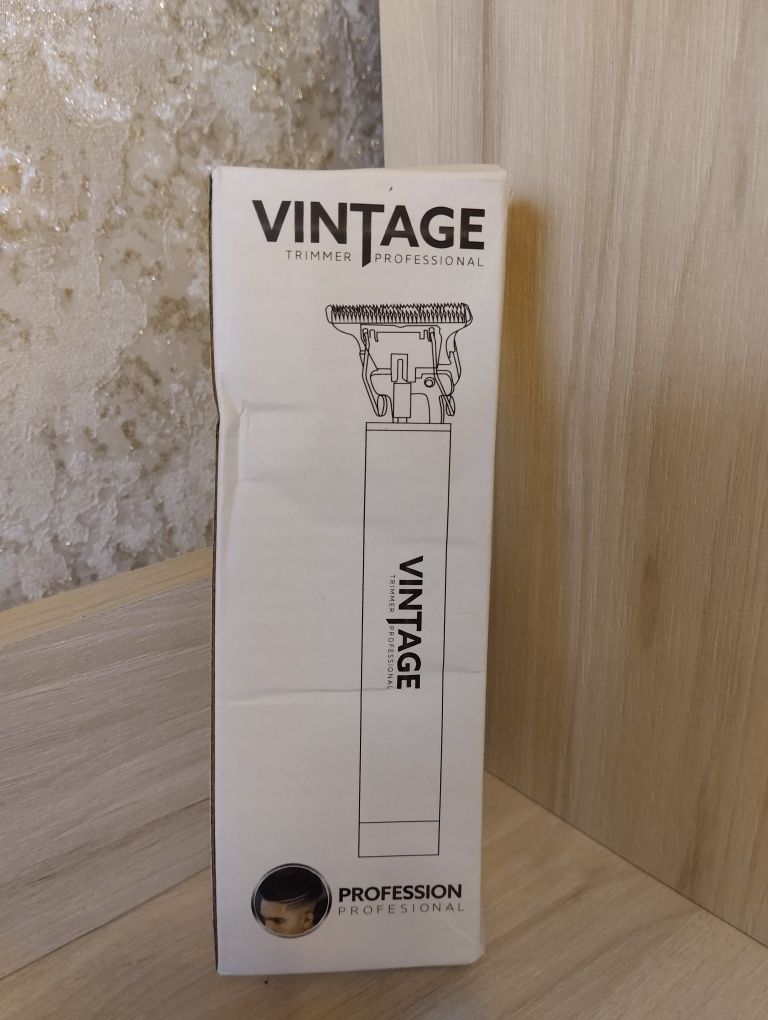 VINTAGE
TRIMMER PROFESSIONAL
VINTAGE
TRIMMER PROFESSIONAL
PROFESSION
PROFESIONAL